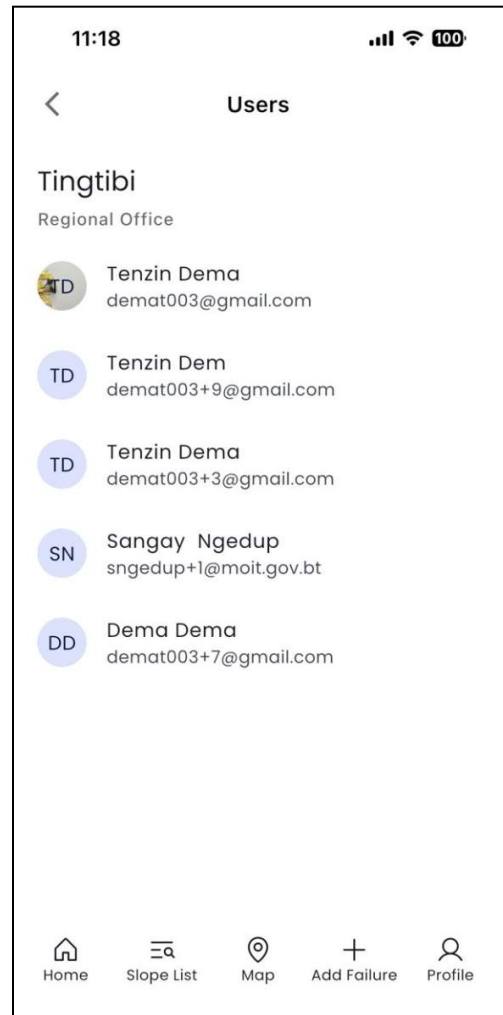 11:18
100
Users
Tingtibi
Regional Office
TD
Tenzin Dema
demat003@gmail.com
TD
Tenzin Dem
demat003+9@gmail.com
TD
Tenzin Dema
demat003+3@gmail.com
SN
Sangay  Ngedup
sngedup+1@moit.gov.bt
DD
Dema Dema
demat003+7@gmail.com
Home
Slope List
Map
Add Failure
Profile